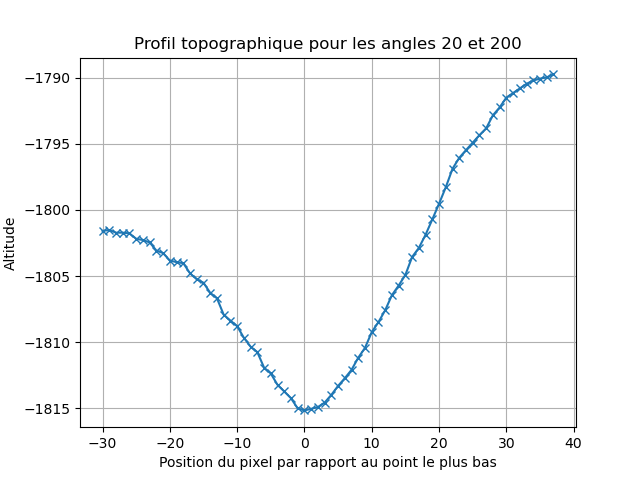 Profil topographique pour les angles 20 et 200
−1790
−1795
−1800
−1805
−1810
−1815
Altitude
−30 −20 −10 0 10 20 30 40
Position du pixel par rapport au point le plus bas